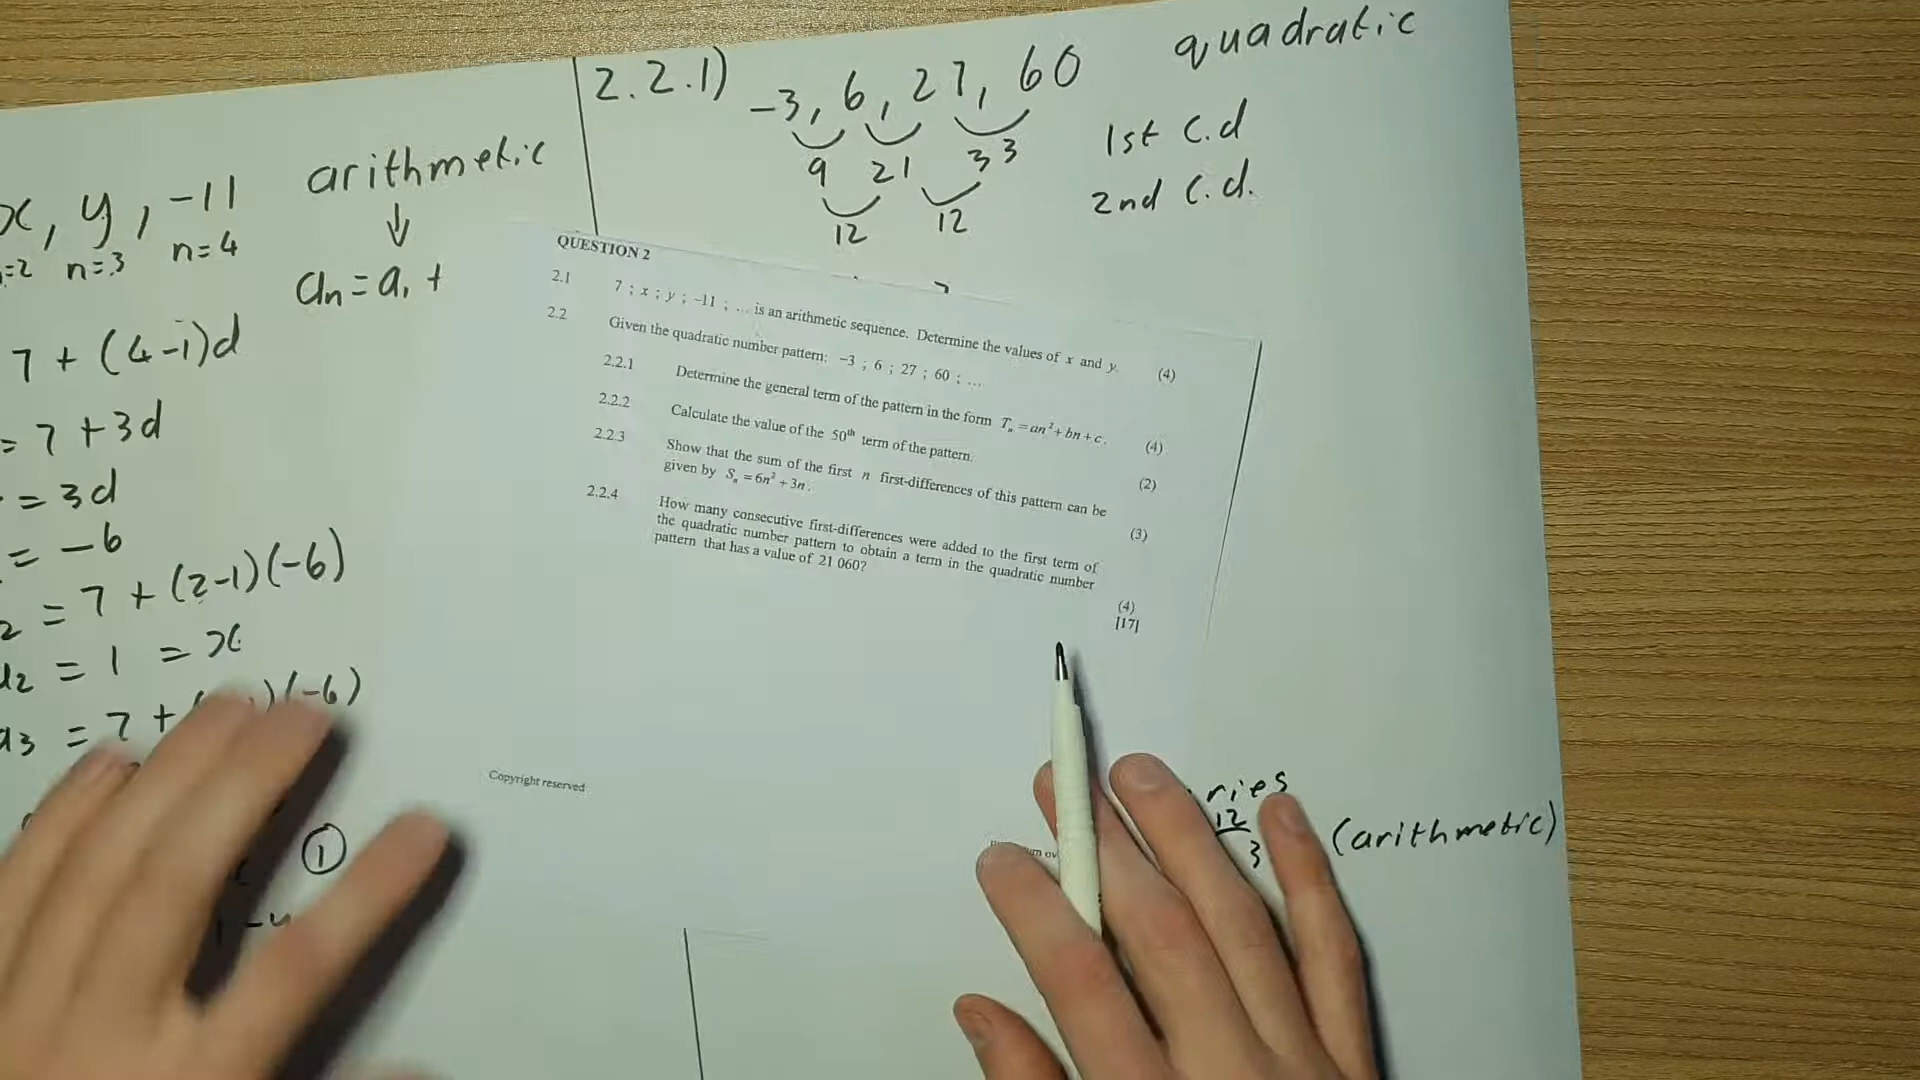 x, y, -11
n=3 n=4
arithmetic
↓
an = a1 +
7 + (4-1)d
= 7 + 3d
= 3d
= -6
= 7 + (2-1)(-6)
= 1 = x
a3 = 7 + (-6)
①
2.2.1) -3, 6, 27, 60 quadratic
9 21 33 1st c.d
12 12 2nd c.d.
QUESTION 2
2.1 7 ; x ; y ; -11 ; ... is an arithmetic sequence. Determine the values of x and y. (4)
2.2 Given the quadratic number pattern: -3 ; 6 ; 27 ; 60 ; ...
2.2.1 Determine the general term of the pattern in the form Tn = an² + bn + c. (4)
2.2.2 Calculate the value of the 50th term of the pattern. (2)
2.2.3 Show that the sum of the first n first-differences of this pattern can be
given by Sn = 6n² + 3n. (3)
2.2.4 How many consecutive first-differences were added to the first term of
the quadratic number pattern to obtain a term in the quadratic number
pattern that has a value of 21 060? (4)
[17]
Copyright reserved
12
3 (arithmetic)